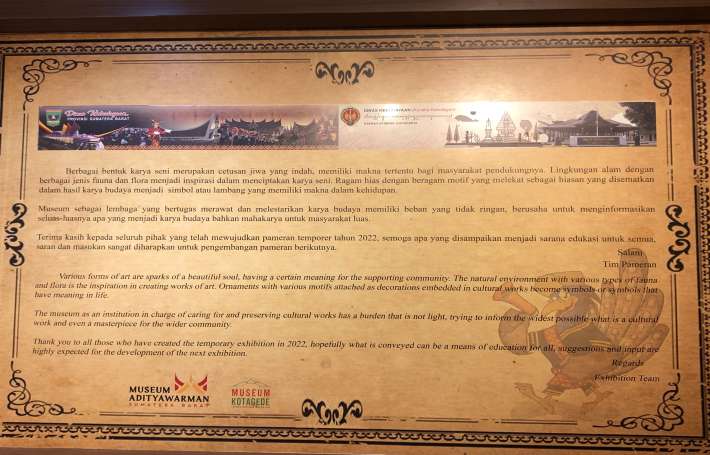 Dinas Kebudayaan
PROVINSI SUMATERA BARAT
DINAS KEBUDAYAAN
Berbagai bentuk karya seni merupakan cetusan jiwa yang indah, memiliki makna tertentu bagi masyarakat pendukungnya. Lingkungan alam dengan
berbagai jenis fauna dan flora menjadi inspirasi dalam menciptakan karya seni. Ragam hias dengan beragam motif yang melekat sebagai hiasan yang disematkan
dalam hasil karya budaya menjadi simbol atau lambang yang memiliki makna dalam kehidupan.
Museum sebagai lembaga yang bertugas merawat dan melestarikan karya budaya memiliki beban yang tidak ringan, berusaha untuk menginformasikan
seluas-luasnya apa yang menjadi karya budaya bahkan mahakarya untuk masyarakat luas.
Terima kasih kepada seluruh pihak yang telah mewujudkan pameran temporer tahun 2022, semoga apa yang disampaikan menjadi sarana edukasi untuk semua,
saran dan masukan sangat diharapkan untuk pengembangan pameran berikutnya.
Salam
Tim Pameran
Various forms of art are sparks of a beautiful soul, having a certain meaning for the supporting community. The natural environment with various types of fauna
and flora is the inspiration in creating works of art. Ornaments with various motifs attached as decorations embedded in cultural works become symbols or symbols that
have meaning in life.
The museum as an institution in charge of caring for and preserving cultural works has a burden that is not light, trying to inform the widest possible what is a cultural
work and even a masterpiece for the wider community.
Thank you to all those who have created the temporary exhibition in 2022, hopefully what is conveyed can be a means of education for all, suggestions and input are
highly expected for the development of the next exhibition.
Regards
Exhibition Team
MUSEUM
ADITYAWARMAN
SUMATERA BARAT
MUSEUM
KOTAGEDE